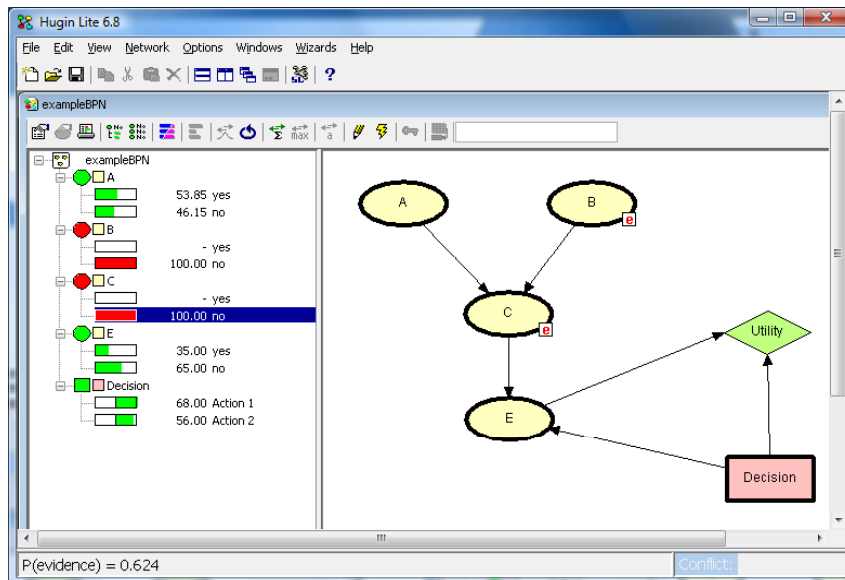 Hugin Lite 6.8
File Edit View Network Options Windows Wizards Help
exampleBPN
Σ max a
exampleBPN
A
53.85 yes
46.15 no
B
- yes
100.00 no
C
- yes
100.00 no
E
35.00 yes
65.00 no
Decision
68.00 Action 1
56.00 Action 2
A
B
e
C
e
Utility
E
Decision
P(evidence) = 0.624
Conflict: